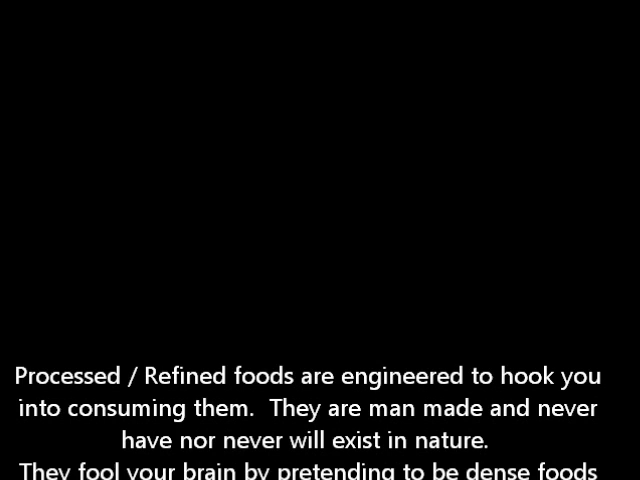 Processed / Refined foods are engineered to hook you
into consuming them.  They are man made and never
have nor never will exist in nature.
They fool your brain by pretending to be dense foods